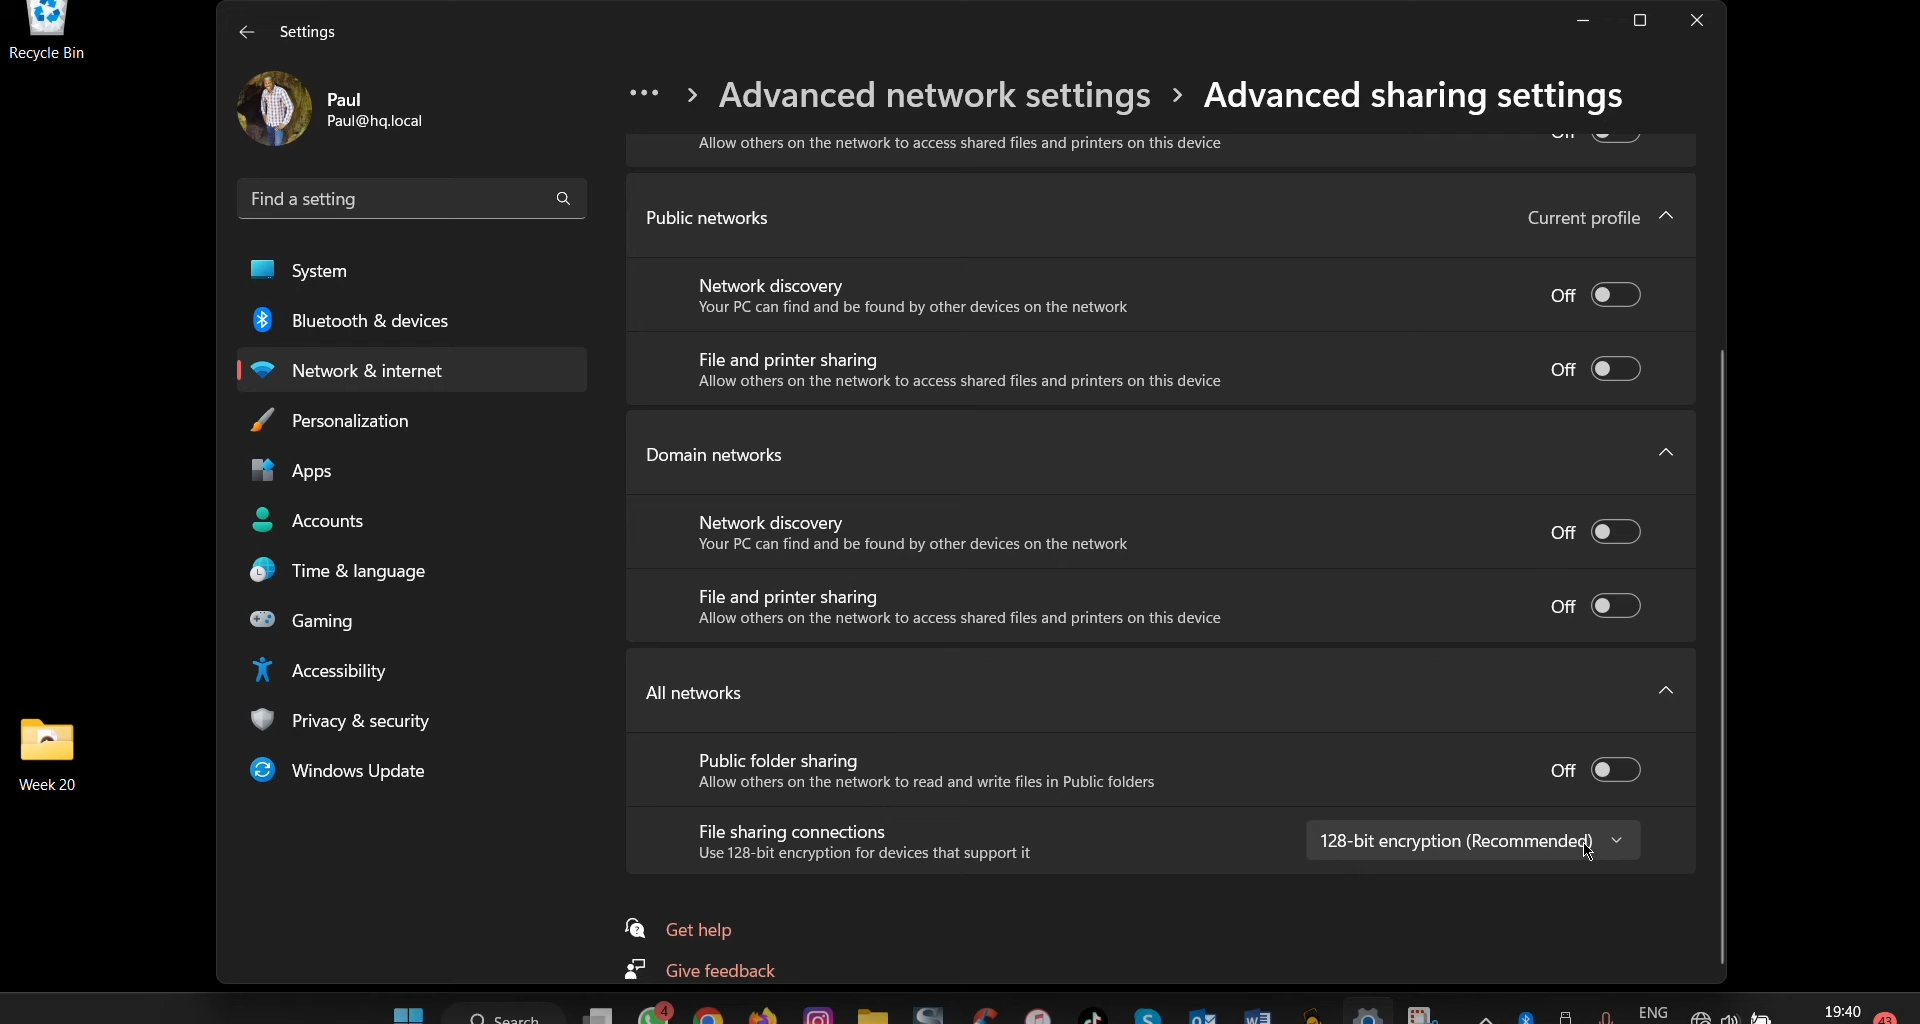 Recycle Bin
Settings
Paul
Paul@hq.local
Find a setting
System
Bluetooth & devices
Network & internet
Personalization
Apps
Accounts
Time & language
Gaming
Accessibility
Privacy & security
Windows Update
Week 20
… > Advanced network settings > Advanced sharing settings
Allow others on the network to access shared files and printers on this device
Off
Public networks
Current profile
Network discovery
Your PC can find and be found by other devices on the network
Off
File and printer sharing
Allow others on the network to access shared files and printers on this device
Off
Domain networks
Network discovery
Your PC can find and be found by other devices on the network
Off
File and printer sharing
Allow others on the network to access shared files and printers on this device
Off
All networks
Public folder sharing
Allow others on the network to read and write files in Public folders
Off
File sharing connections
Use 128-bit encryption for devices that support it
128-bit encryption (Recommended)
Get help
Give feedback
Search
4
ENG
19:40
43